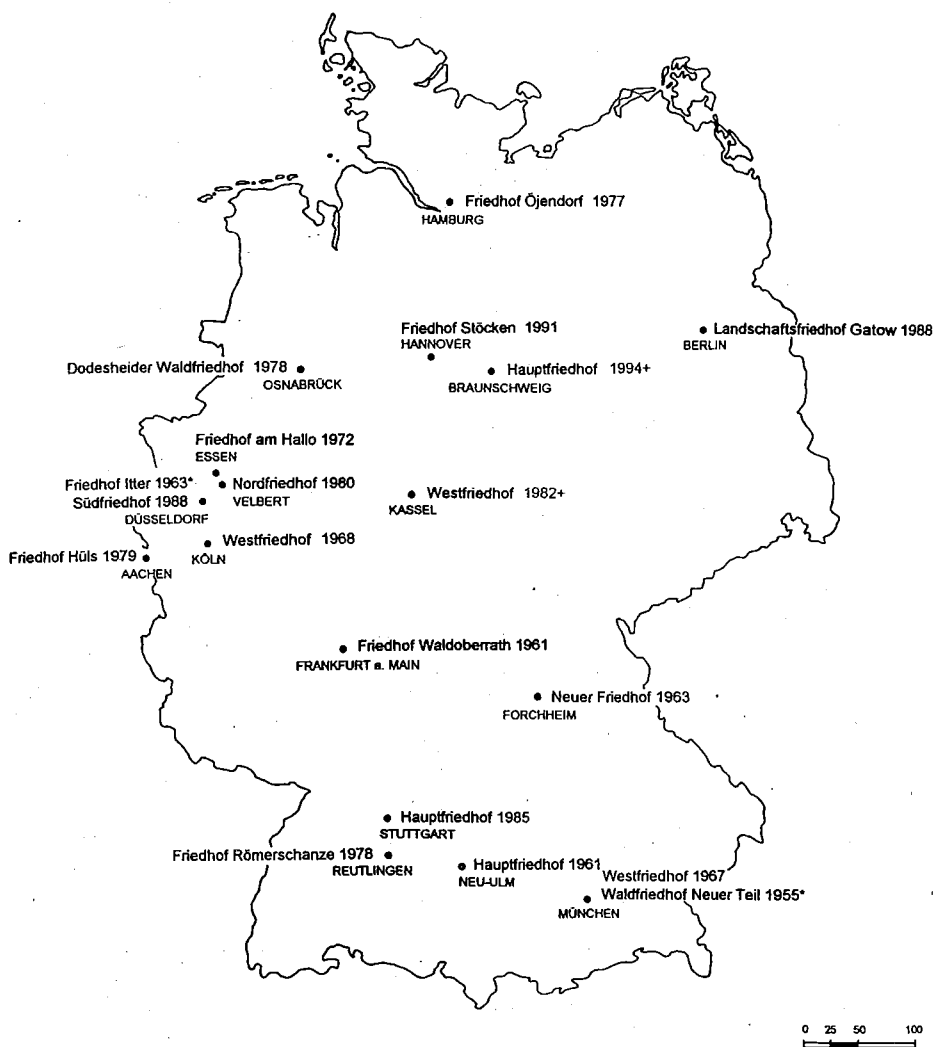 Friedhof Öjendorf 1977
HAMBURG
Friedhof Stöcken 1991
HANNOVER
Landschaftsfriedhof Gatow 1988
BERLIN
Dodesheider Waldfriedhof 1978
OSNABRÜCK
Hauptfriedhof 1994+
BRAUNSCHWEIG
Friedhof am Hallo 1972
ESSEN
Friedhof Itter 1963*
Nordfriedhof 1980
VELBERT
Südfriedhof 1988
DÜSSELDORF
Westfriedhof 1982+
KASSEL
Westfriedhof 1968
KÖLN
Friedhof Hüls 1979
AACHEN
Friedhof Waldoberrath 1961
FRANKFURT a. MAIN
Neuer Friedhof 1963
FORCHHEIM
Hauptfriedhof 1985
STUTTGART
Friedhof Römerschanze 1978
REUTLINGEN
Hauptfriedhof 1961
NEU-ULM
Westfriedhof 1967
Waldfriedhof Neuer Teil 1955*
MÜNCHEN
0 25 50 100